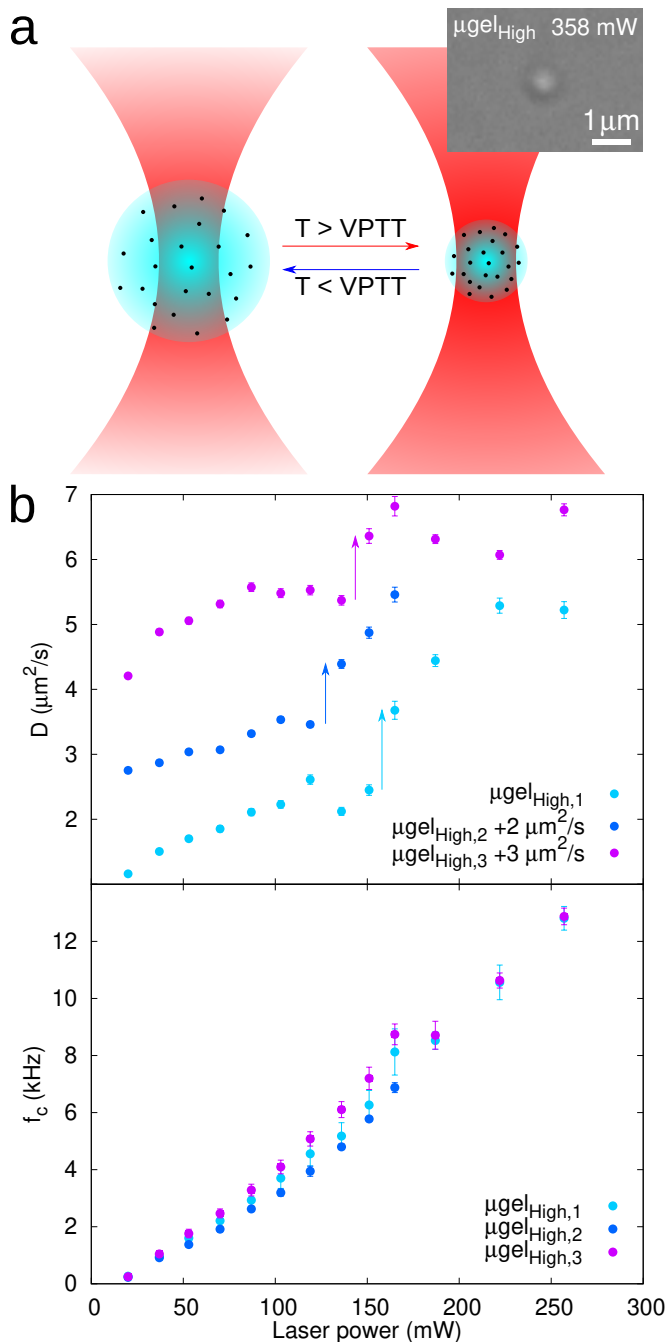 a
μgel_High 358 mW
1 μm
T > VPTT
T < VPTT
b
7
6
5
4
3
2
D (μm²/s)
μgel_High,1
μgel_High,2 +2 μm²/s
μgel_High,3 +3 μm²/s
12
10
8
6
4
2
0
f_c (kHz)
μgel_High,1
μgel_High,2
μgel_High,3
0 50 100 150 200 250 300
Laser power (mW)